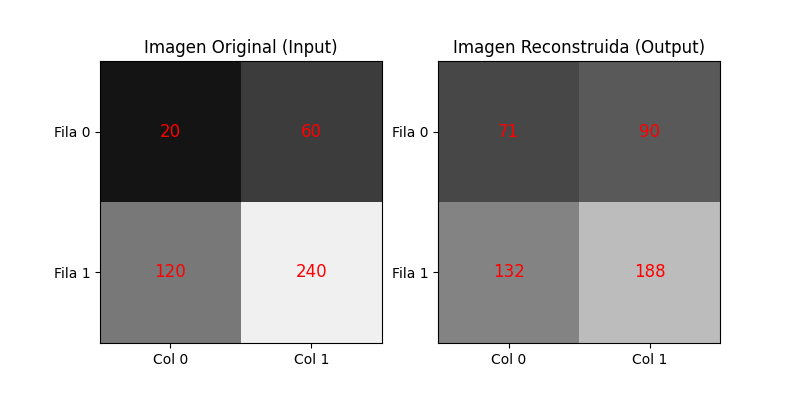 Imagen Original (Input)
Fila 0
20
60
Fila 1
120
240
Col 0
Col 1
Imagen Reconstruida (Output)
Fila 0
71
90
Fila 1
132
188
Col 0
Col 1